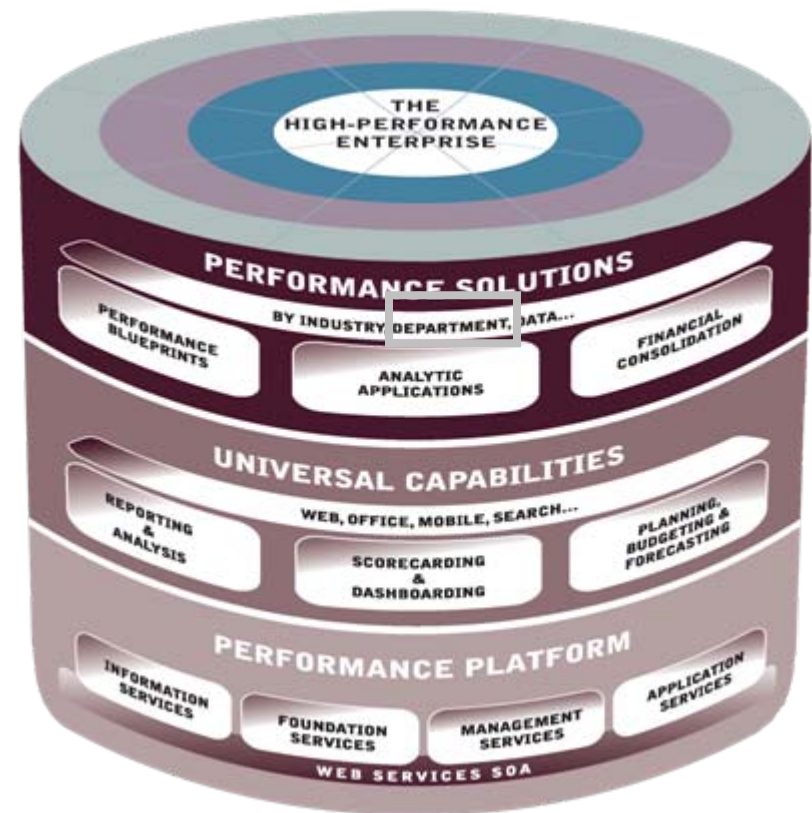 THE
HIGH-PERFORMANCE
ENTERPRISE
PERFORMANCE SOLUTIONS
BY INDUSTRY, DEPARTMENT, DATA...
PERFORMANCE
BLUEPRINTS
ANALYTIC
APPLICATIONS
FINANCIAL
CONSOLIDATION
UNIVERSAL CAPABILITIES
WEB, OFFICE, MOBILE, SEARCH...
REPORTING
&
ANALYSIS
SCORECARDING
&
DASHBOARDING
PLANNING,
BUDGETING &
FORECASTING
PERFORMANCE PLATFORM
INFORMATION
SERVICES
FOUNDATION
SERVICES
MANAGEMENT
SERVICES
APPLICATION
SERVICES
WEB SERVICES SOA